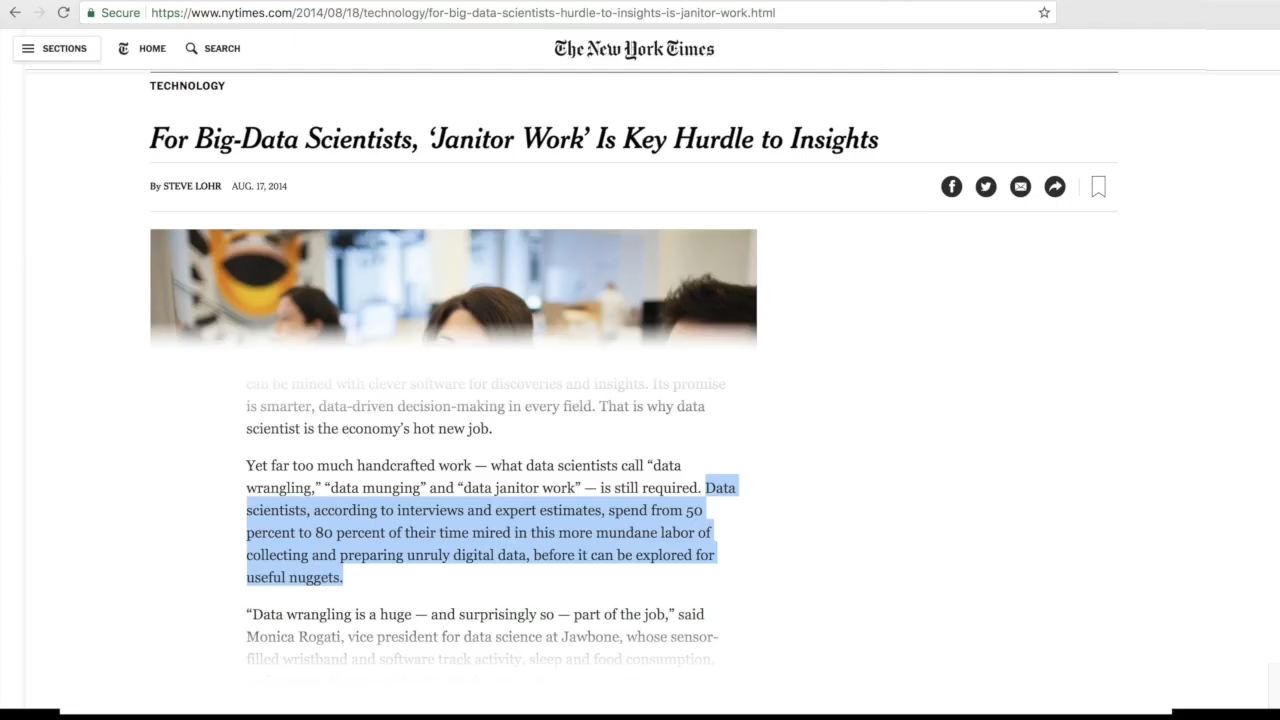 Secure
https://www.nytimes.com/2014/08/18/technology/for-big-data-scientists-hurdle-to-insights-is-janitor-work.html
SECTIONS HOME SEARCH The New York Times
TECHNOLOGY
For Big-Data Scientists, ‘Janitor Work’ Is Key Hurdle to Insights
By STEVE LOHR AUG. 17, 2014
can be mined with clever software for discoveries and insights. Its promise
is smarter, data-driven decision-making in every field. That is why data
scientist is the economy’s hot new job.
Yet far too much handcrafted work — what data scientists call “data
wrangling,” “data munging” and “data janitor work” — is still required. Data
scientists, according to interviews and expert estimates, spend from 50
percent to 80 percent of their time mired in this more mundane labor of
collecting and preparing unruly digital data, before it can be explored for
useful nuggets.
“Data wrangling is a huge — and surprisingly so — part of the job,” said
Monica Rogati, vice president for data science at Jawbone, whose sensor-
filled wristband and software track activity, sleep and food consumption,